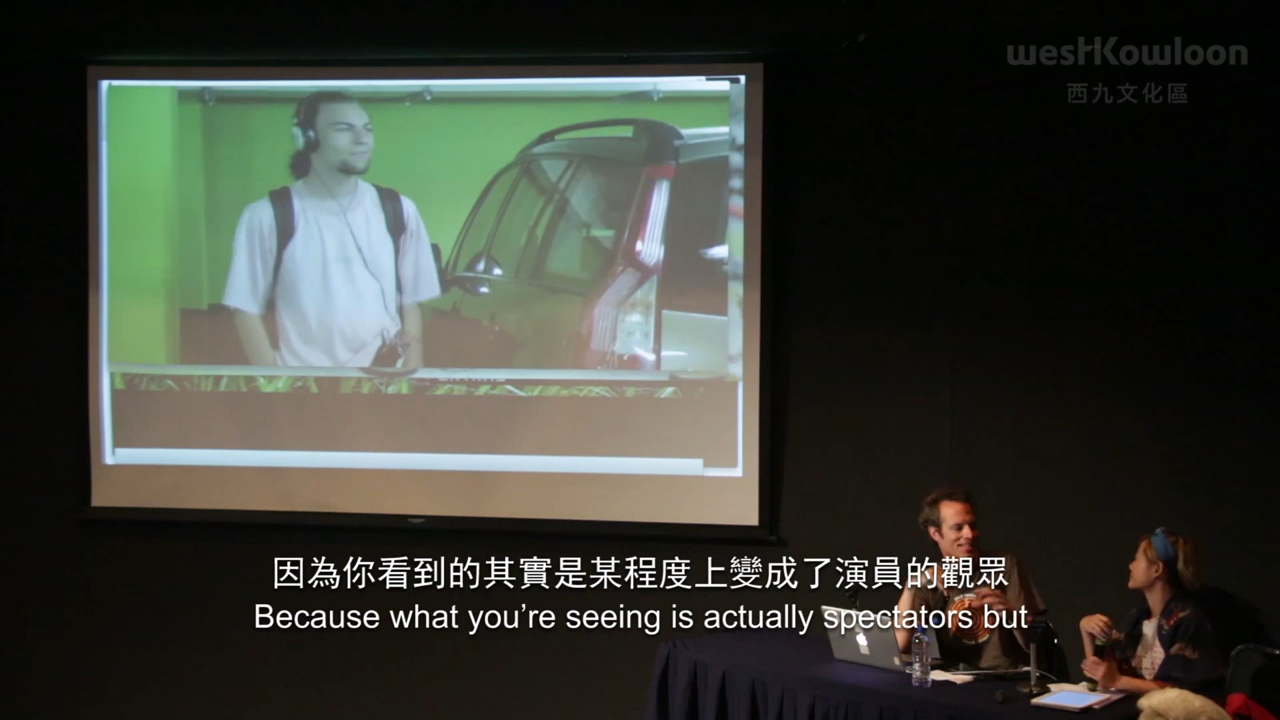 wesHKowloon
西九文化區
因為你看到的其實是某程度上變成了演員的觀眾
Because what you're seeing is actually spectators but